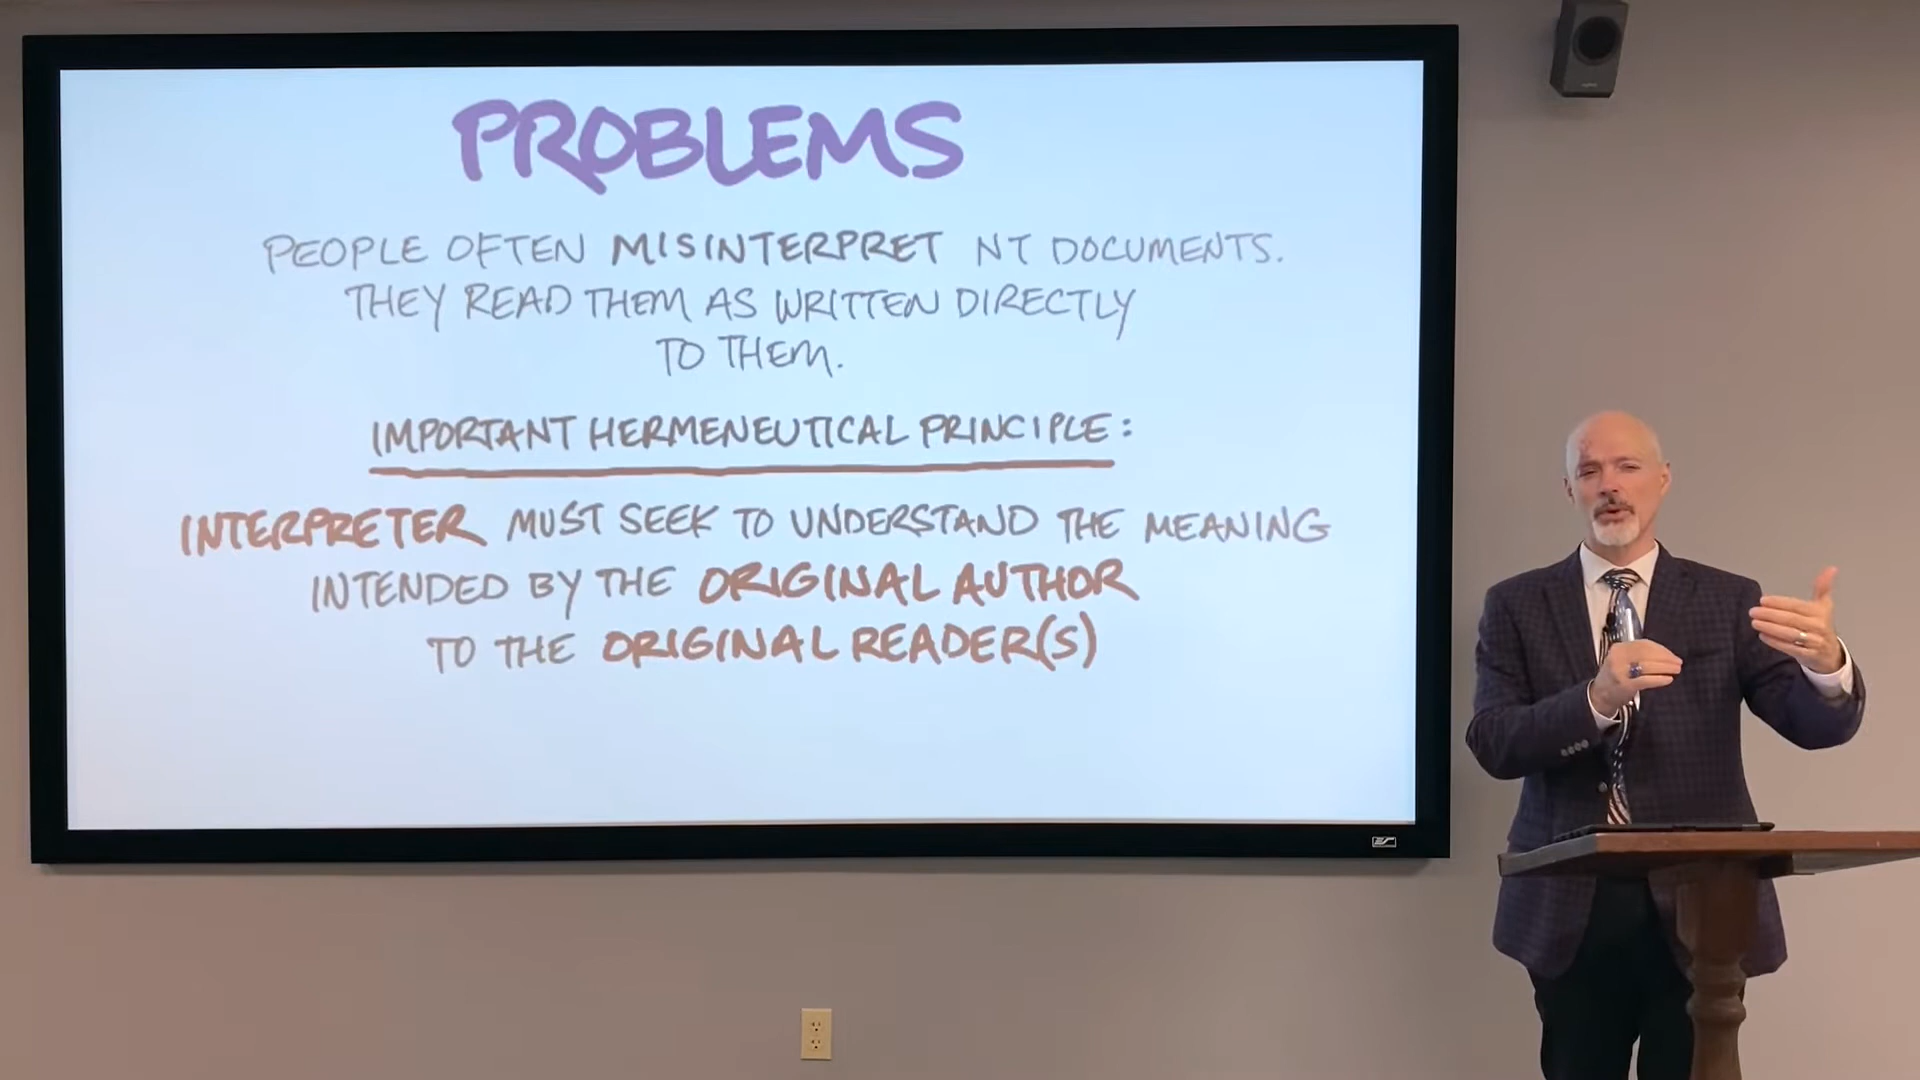 PROBLEMS
PEOPLE OFTEN MISINTERPRET NT DOCUMENTS.
THEY READ THEM AS WRITTEN DIRECTLY
TO THEM.
IMPORTANT HERMENEUTICAL PRINCIPLE:
INTERPRETER MUST SEEK TO UNDERSTAND THE MEANING
INTENDED BY THE ORIGINAL AUTHOR
TO THE ORIGINAL READER(S)